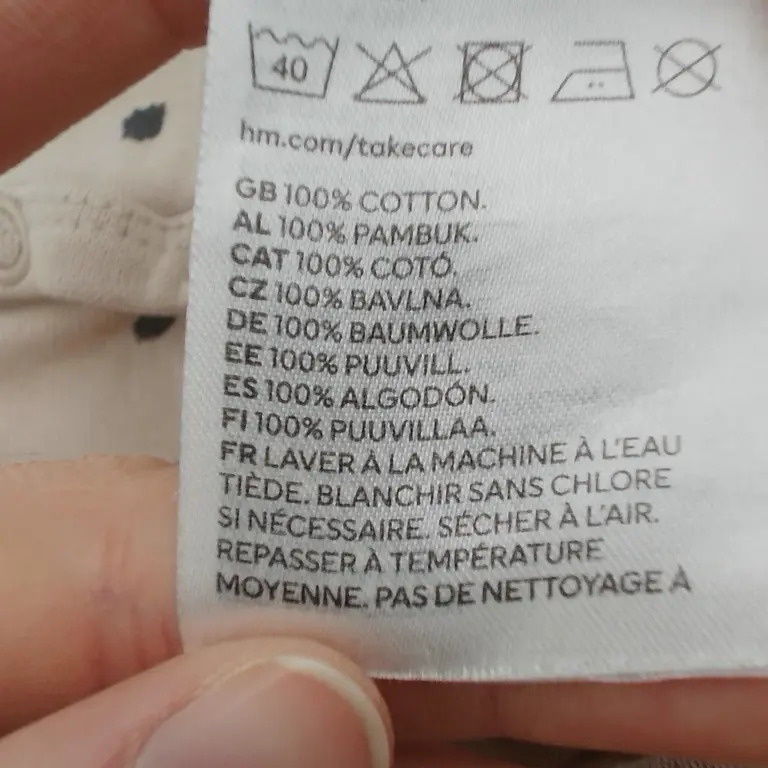 40
hm.com/takecare
GB 100% COTTON.
AL 100% PAMBUK.
CAT 100% COTÓ.
CZ 100% BAVLNA.
DE 100% BAUMWOLLE.
EE 100% PUUVILL.
ES 100% ALGODÓN.
FI 100% PUUVILLAA.
FR LAVER À LA MACHINE À L'EAU
TIÈDE. BLANCHIR SANS CHLORE
SI NÉCESSAIRE. SÉCHER À L'AIR.
REPASSER À TEMPÉRATURE
MOYENNE. PAS DE NETTOYAGE À